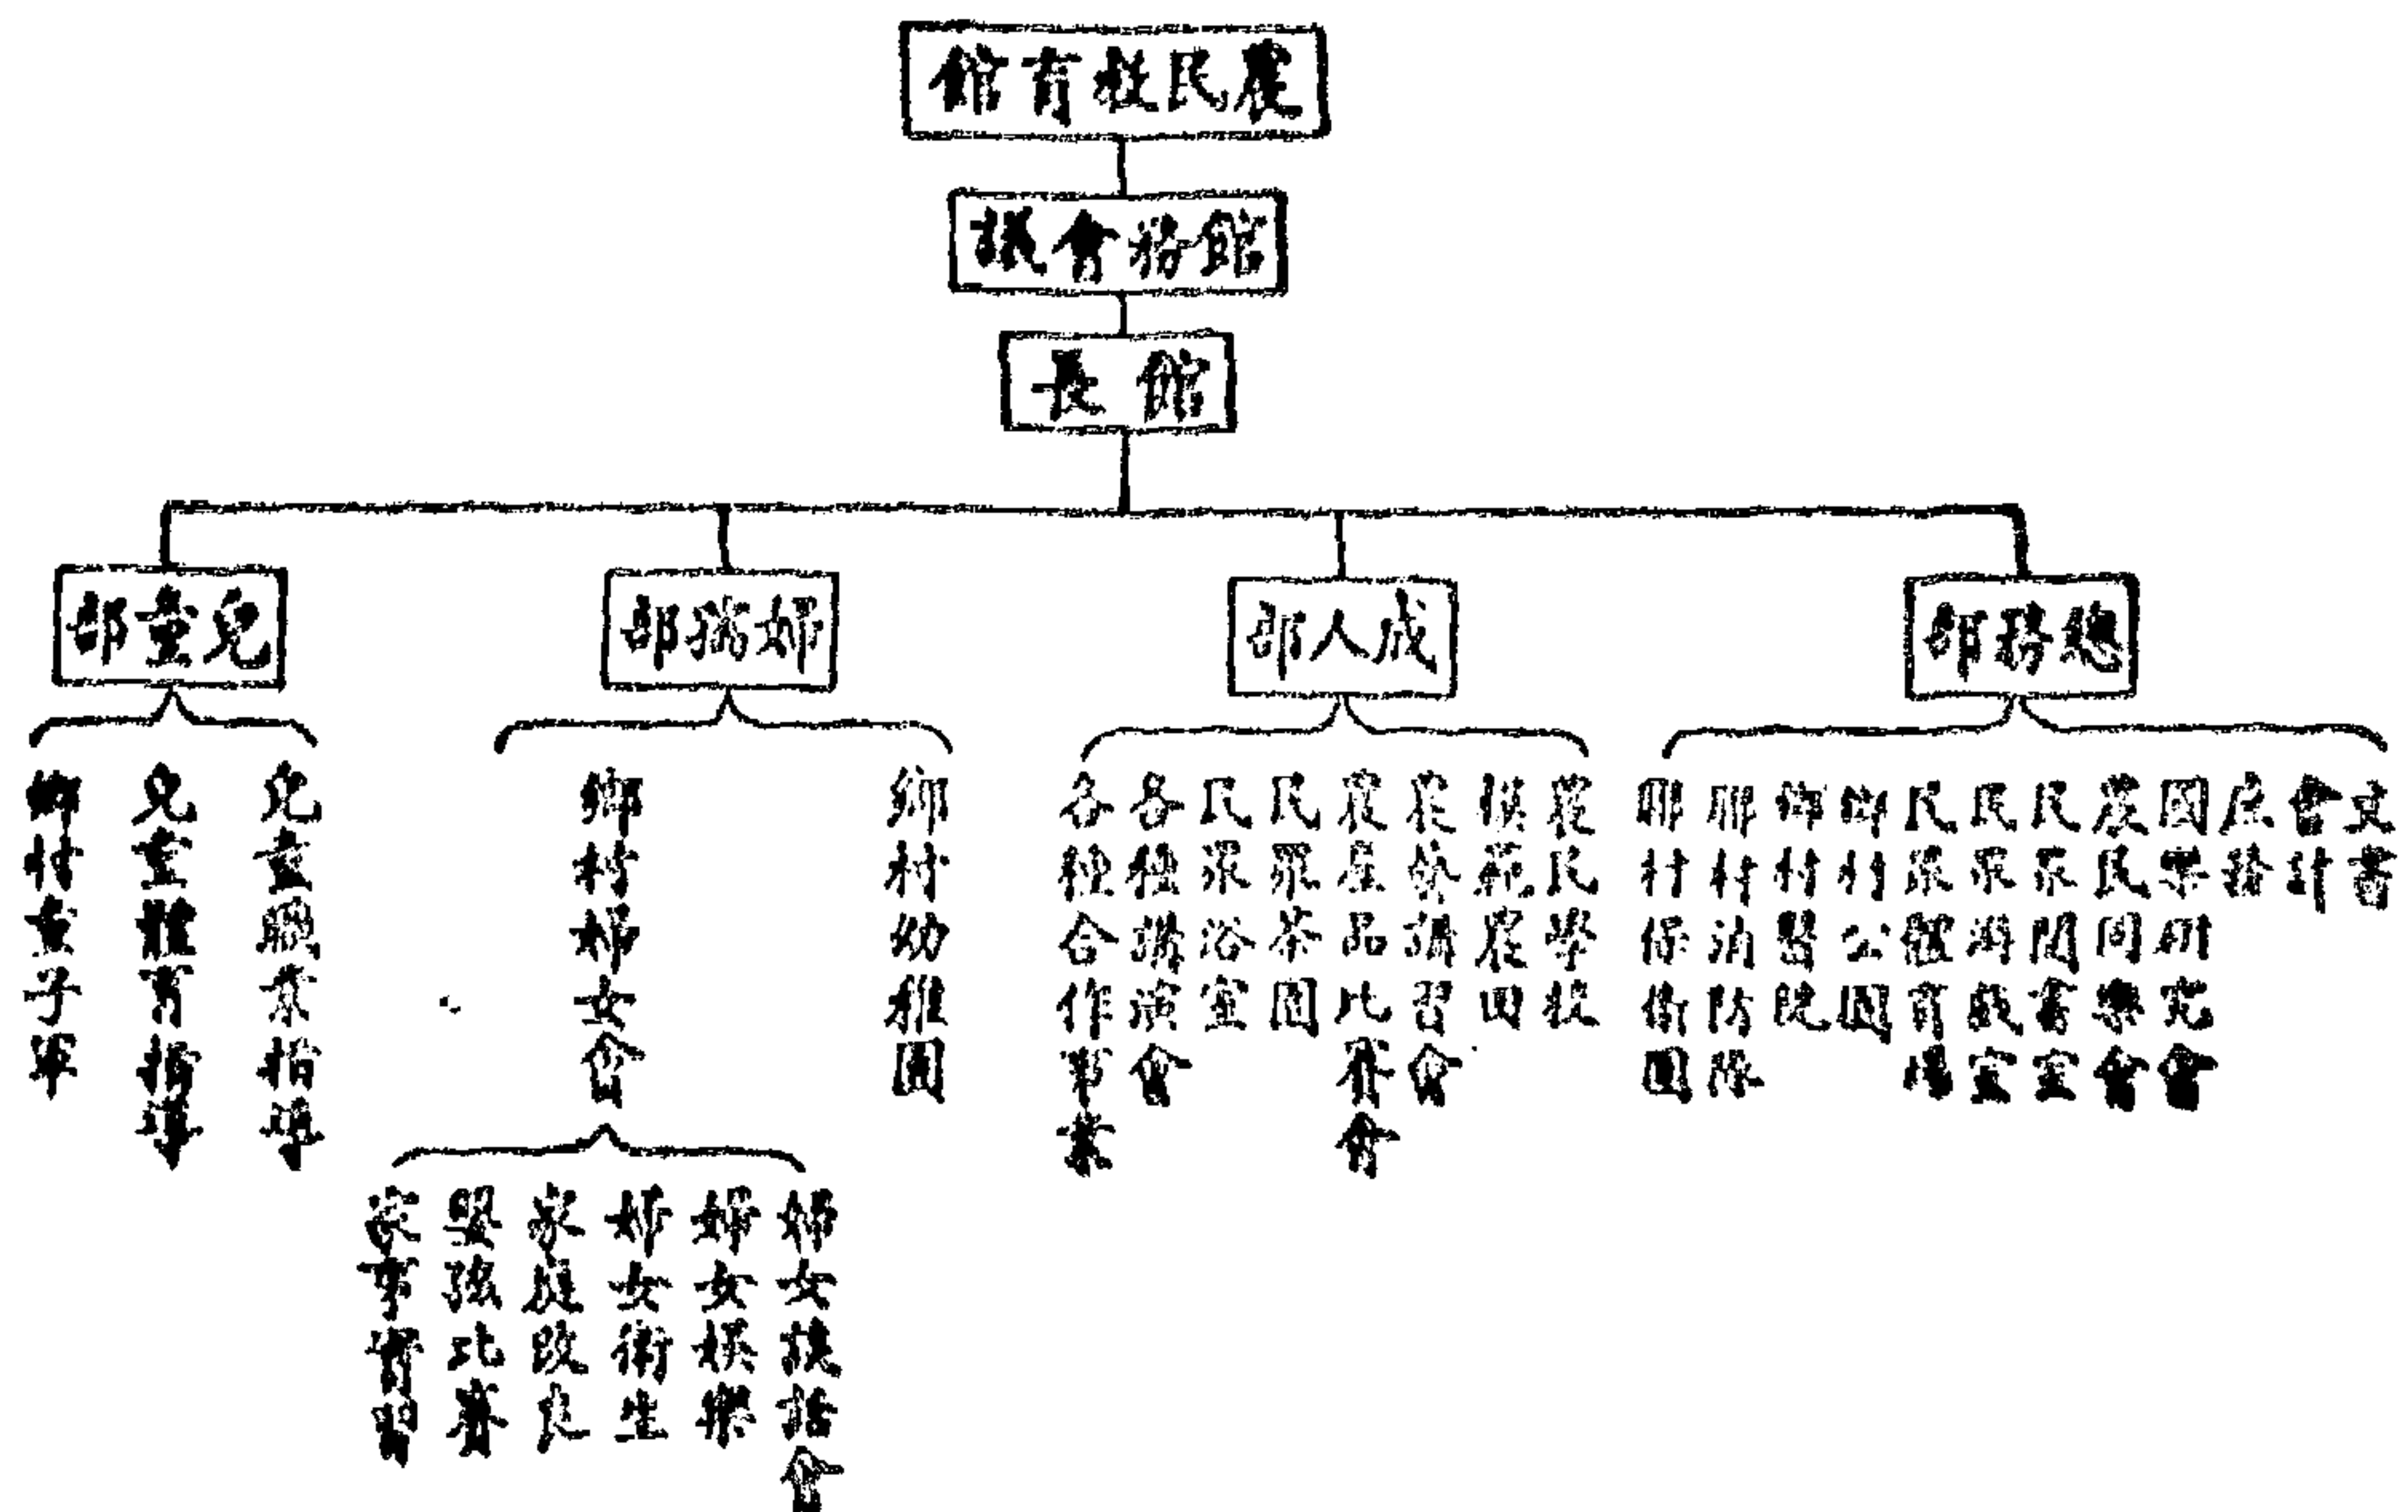 農民教育館
館務會議
館長
總務部
文書
會計
庶務
國樂研究會
農民同樂會
民眾閱書室
民眾游戲室
民眾體育場
鄉村公園
鄉村醫院
聯村消防隊
聯村保衛團
成人部
農民學校
模範農田
農藝講習會
農產品比賽會
民眾茶園
民眾浴室
各種講演會
各種合作事業
婦孺部
鄉村幼稚園
鄉村婦女會
婦女談話會
婦女娛樂
婦女衛生
家庭改良
嬰孩比賽
家事實習
兒童部
兒童職業指導
兒童體育指導
鄉村童子軍